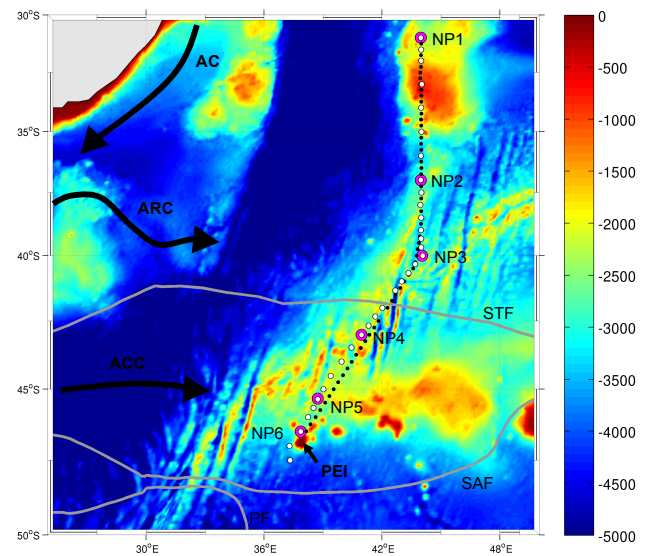 30°S
35°S
40°S
45°S
50°S
30°E
36°E
42°E
48°E
AC
ARC
ACC
NP1
NP2
NP3
STF
NP4
NP5
NP6
PEI
SAF
PF
0
-500
-1000
-1500
-2000
-2500
-3000
-3500
-4000
-4500
-5000